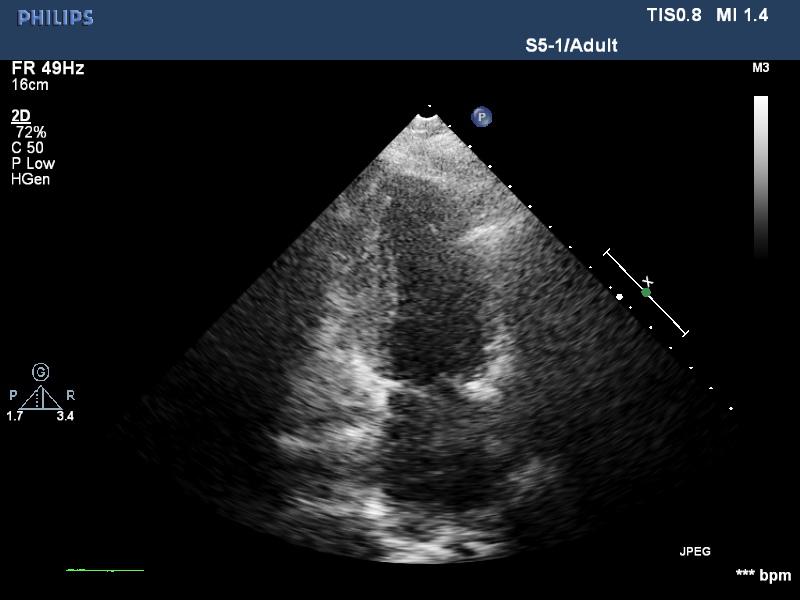 PHILIPS
TIS0.8 MI 1.4
S5-1/Adult
FR 49Hz
16cm
M3
2D
72%
C 50
P Low
HGen
P
G
P R
1.7 3.4
JPEG
*** bpm